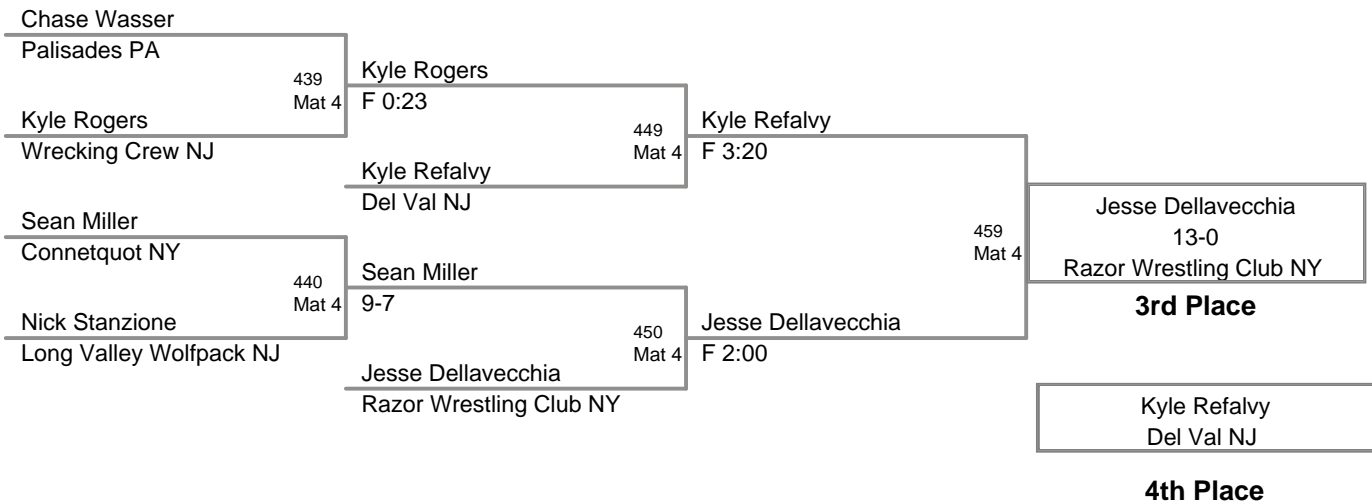 Chase Wasser
Palisades PA
439
Mat 4
Kyle Rogers
F 0:23
Kyle Rogers
Wrecking Crew NJ
449
Mat 4
Kyle Refalvy
F 3:20
Kyle Refalvy
Del Val NJ
Sean Miller
Connetquot NY
440
Mat 4
Sean Miller
9-7
Nick Stanzione
Long Valley Wolfpack NJ
450
Mat 4
Jesse Dellavecchia
F 2:00
Jesse Dellavecchia
Razor Wrestling Club NY
459
Mat 4
Jesse Dellavecchia
13-0
Razor Wrestling Club NY
3rd Place
Kyle Refalvy
Del Val NJ
4th Place